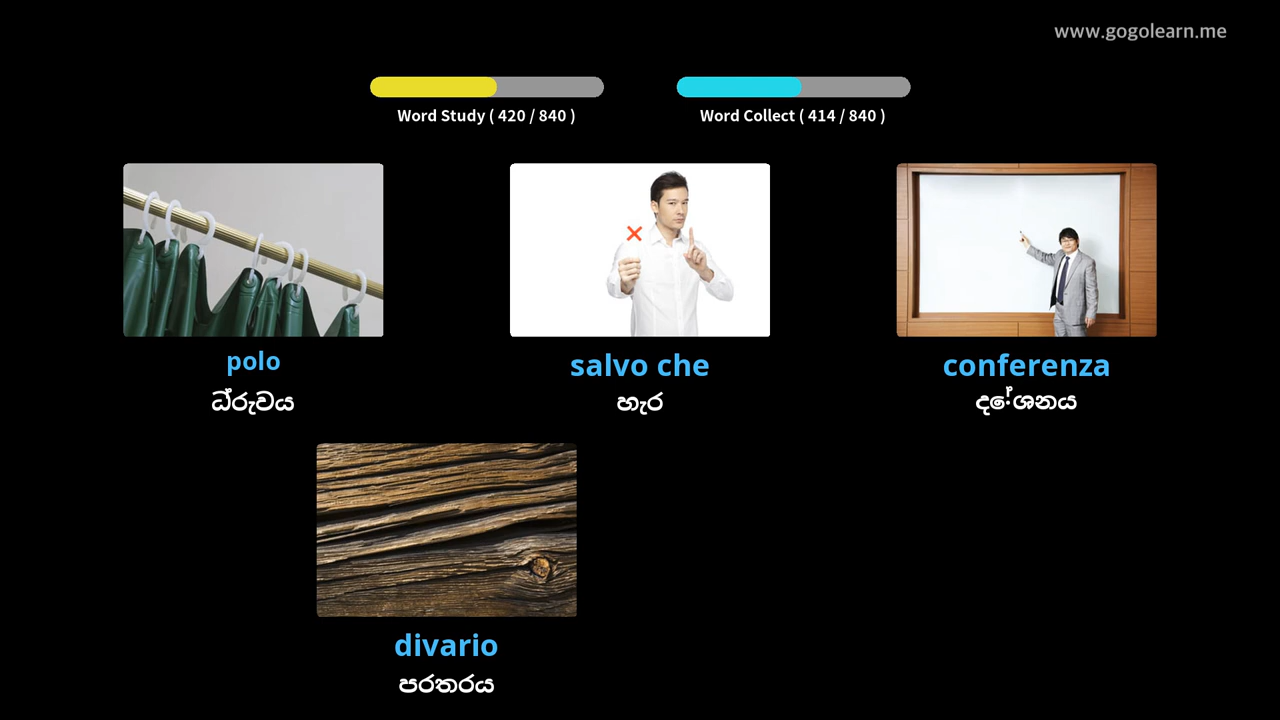 www.gogolearn.me
Word Study ( 420 / 840 )
Word Collect ( 414 / 840 )
polo
ධ්රුවය
salvo che
හැර
conferenza
දේශනය
divario
පරතරය